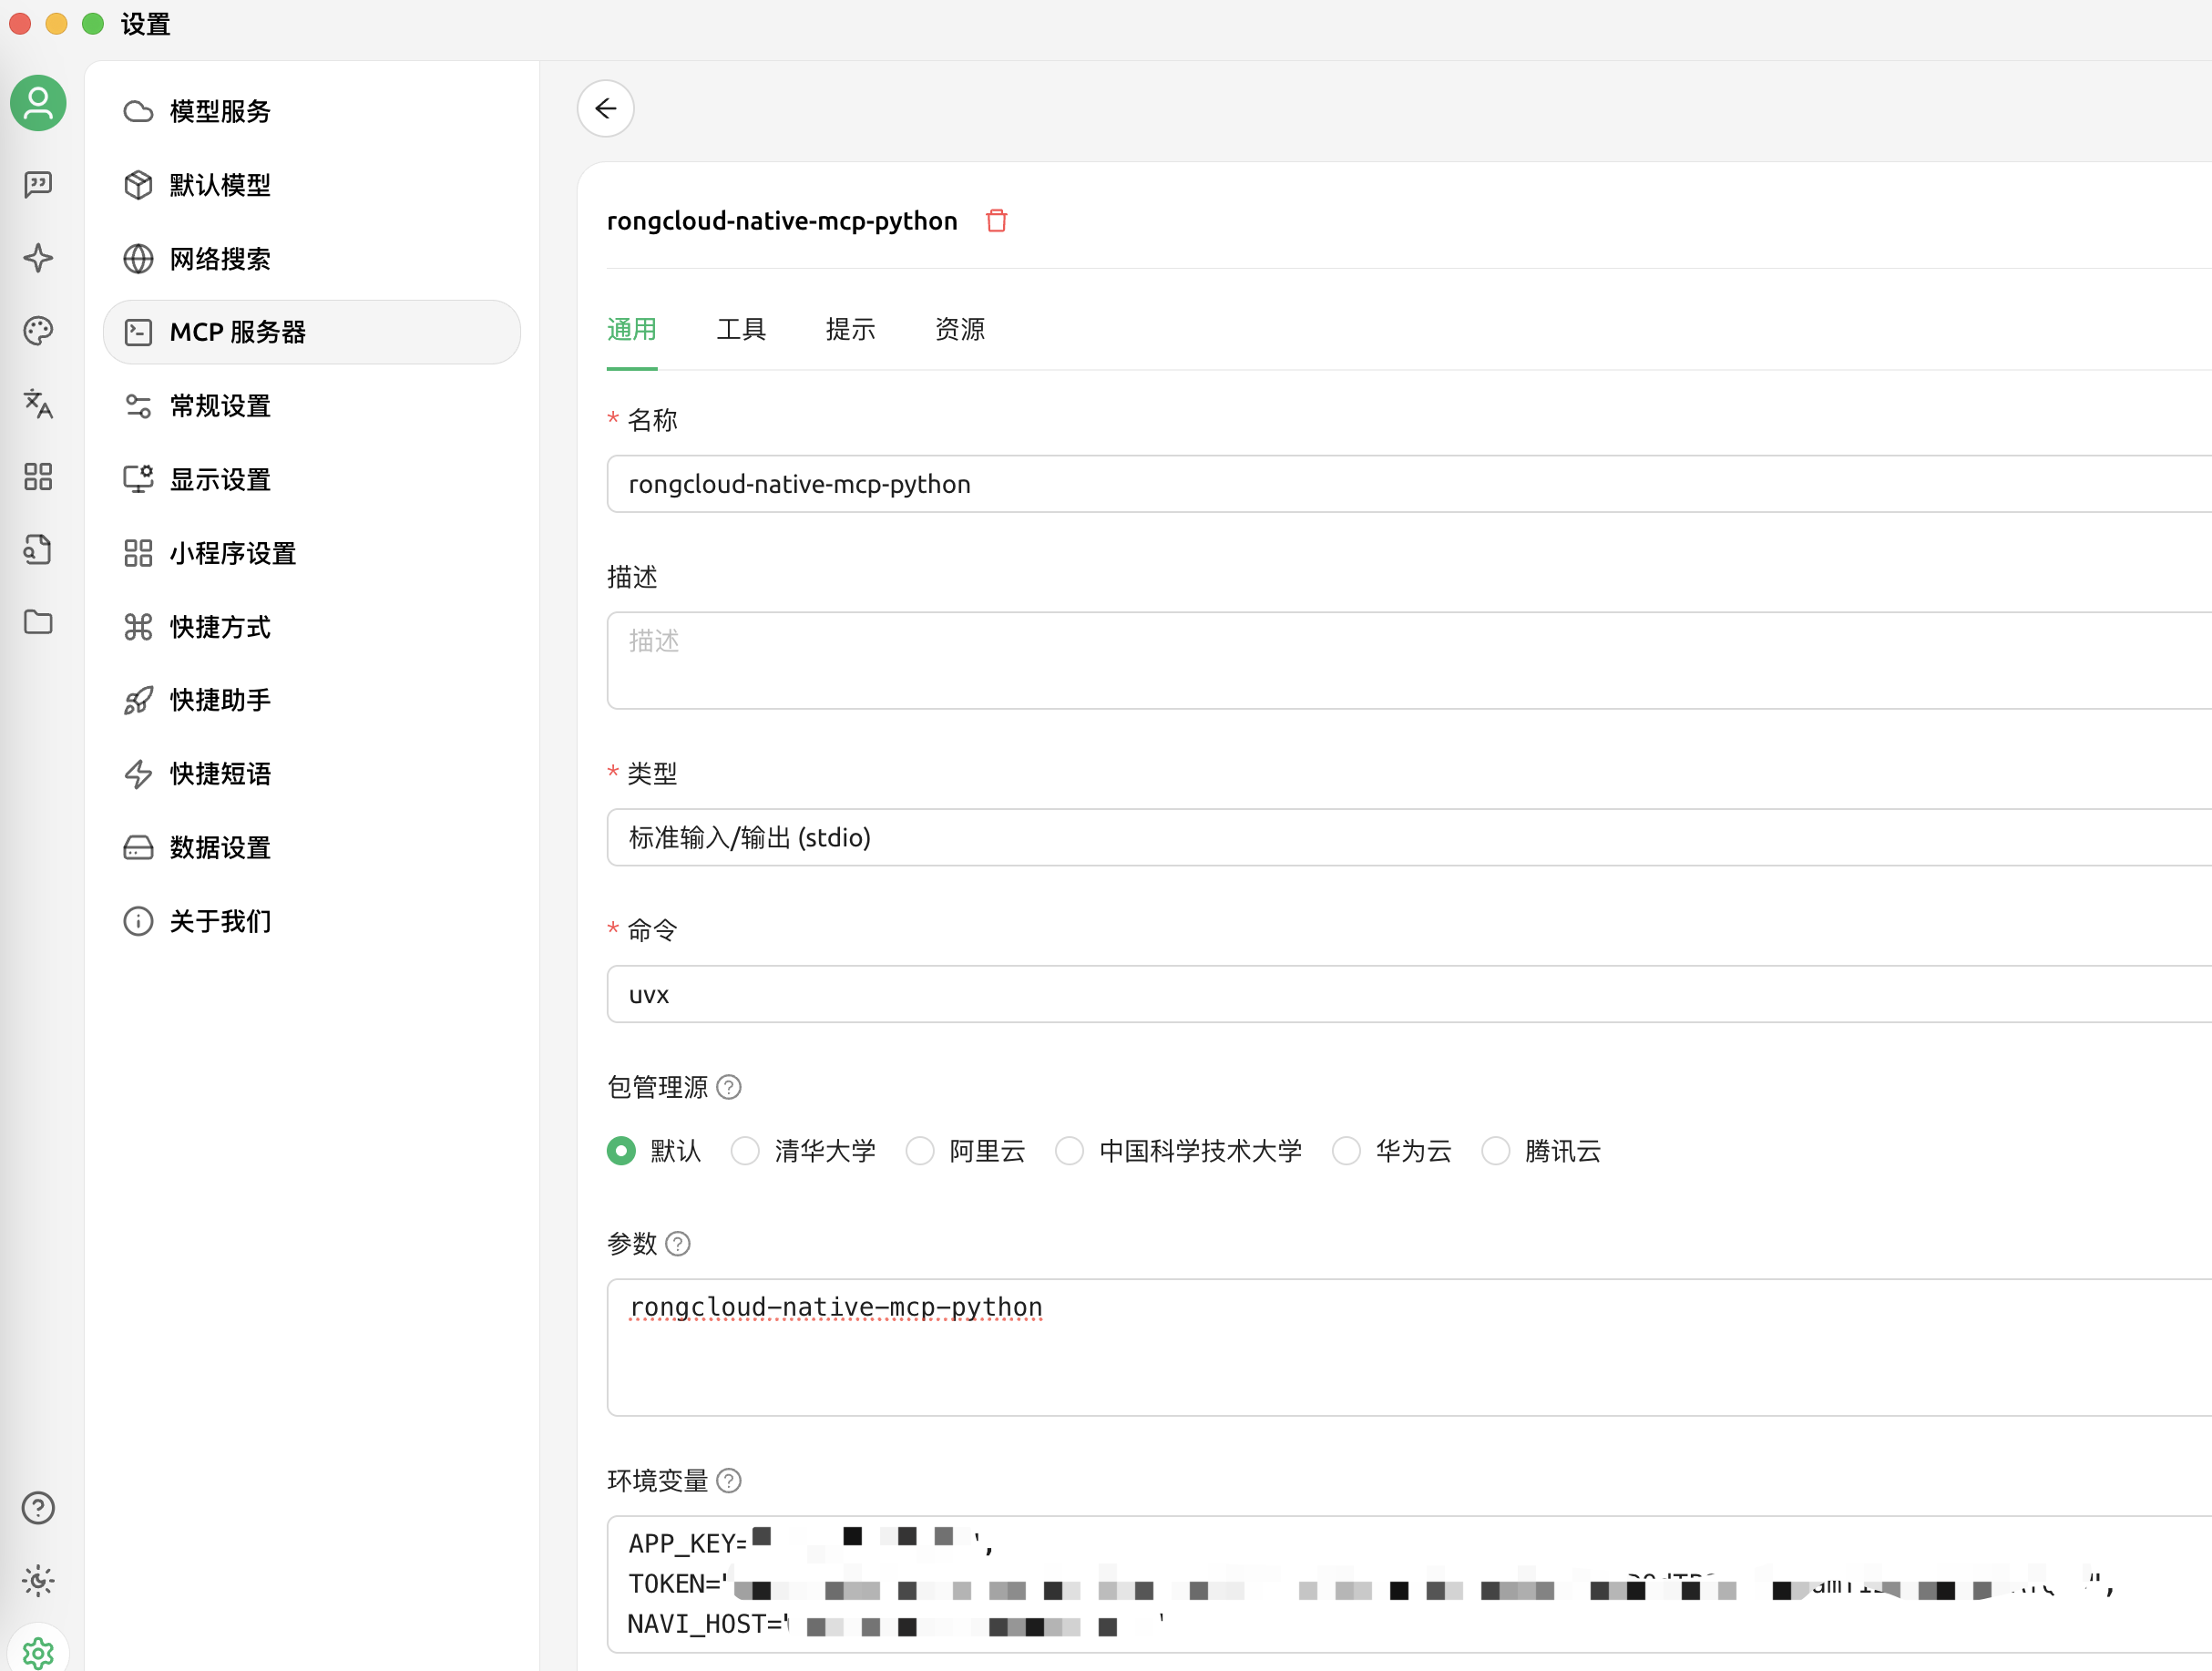 设置
模型服务
默认模型
网络搜索
MCP 服务器
常规设置
显示设置
小程序设置
快捷方式
快捷助手
快捷短语
数据设置
关于我们
rongcloud-native-mcp-python
通用 工具 提示 资源
* 名称
rongcloud-native-mcp-python
描述
描述
* 类型
标准输入/输出 (stdio)
* 命令
uvx
包管理源
默认 清华大学 阿里云 中国科学技术大学 华为云 腾讯云
参数
rongcloud-native-mcp-python
环境变量
APP_KEY= ',
TOKEN=' ',
NAVI_HOST=' '